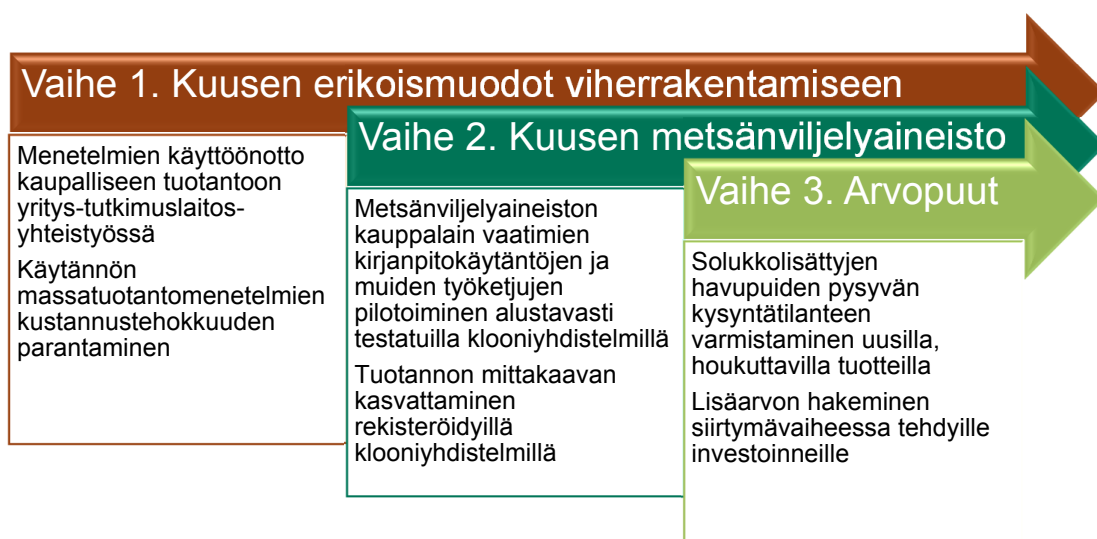 Vaihe 1. Kuusen erikoismuodot viherrakentamiseen
Menetelmien käyttöönotto
kaupalliseen tuotantoon
yritys-tutkimuslaitos-
yhteistyössä
Käytännön
massatuotantomenetelmien
kustannustehokkuuden
parantaminen
Vaihe 2. Kuusen metsänviljelyaineisto
Metsänviljelyaineiston
kauppalain vaatimien
kirjanpitokäytäntöjen ja
muiden työketjujen
pilotoiminen alustavasti
testatuilla klooniyhdistelmillä
Tuotannon mittakaavan
kasvattaminen
rekisteröidyillä
klooniyhdistelmillä
Vaihe 3. Arvopuut
Solukkolisättyjen
havupuiden pysyvän
kysyntätilanteen
varmistaminen uusilla,
houkuttavilla tuotteilla
Lisäarvon hakeminen
siirtymävaiheessa tehdyille
investoinneille